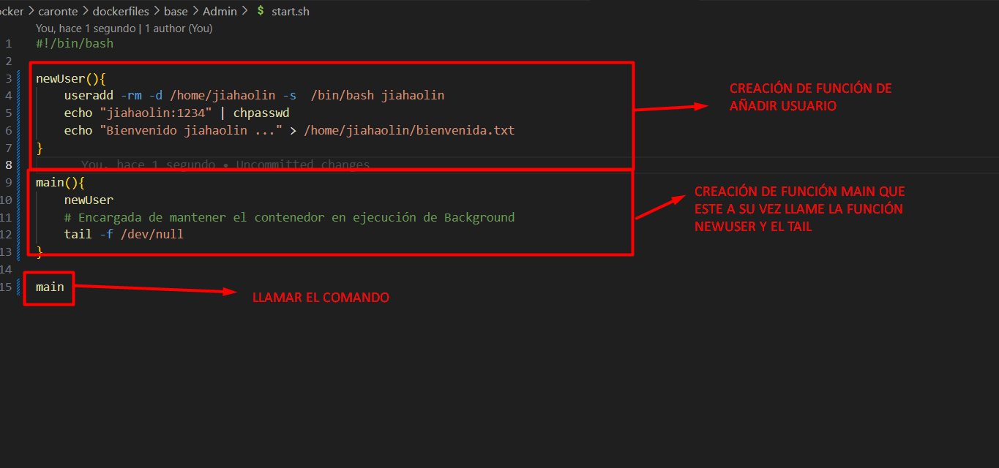 ocker > caronte > dockerfiles > base > Admin > $ start.sh
You, hace 1 segundo | 1 author (You)
1 #!/bin/bash
2
3 newUser(){
4 useradd -rm -d /home/jiahaolin -s  /bin/bash jiahaolin
5 echo "jiahaolin:1234" | chpasswd
6 echo "Bienvenido jiahaolin ..." > /home/jiahaolin/bienvenida.txt
7 }
CREACIÓN DE FUNCIÓN DE
AÑADIR USUARIO
8 You, hace 1 segundo • Uncommitted changes
9 main(){
10 newUser
11 # Encargada de mantener el contenedor en ejecución de Background
12 tail -f /dev/null
13 }
CREACIÓN DE FUNCIÓN MAIN QUE
ESTE A SU VEZ LLAME LA FUNCIÓN
NEWUSER Y EL TAIL
14
15 main
LLAMAR EL COMANDO